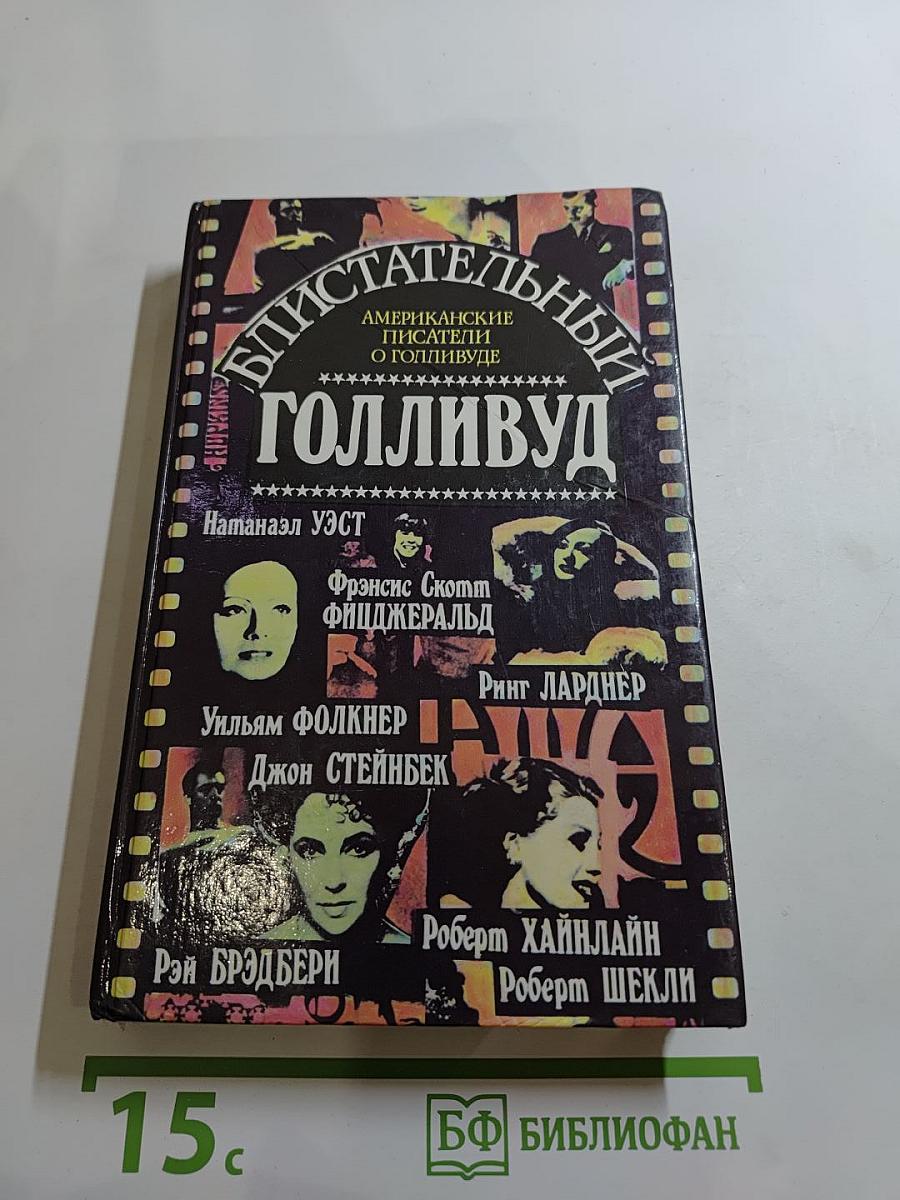 БЛИСТАТЕЛЬНЫЙ
АМЕРИКАНСКИЕ
ПИСАТЕЛИ
О ГОЛЛИВУДЕ
ГОЛЛИВУД
Натанаэл УЭСТ
Фрэнсис Скотт
ФИЦДЖЕРАЛЬД
Ринг ЛАРДНЕР
Уильям ФОЛКНЕР
Джон СТЕЙНБЕК
Роберт ХАЙНЛАЙН
Рэй БРЭДБЕРИ
Роберт ШЕКЛИ
15 с
БФ БИБЛИОФАН